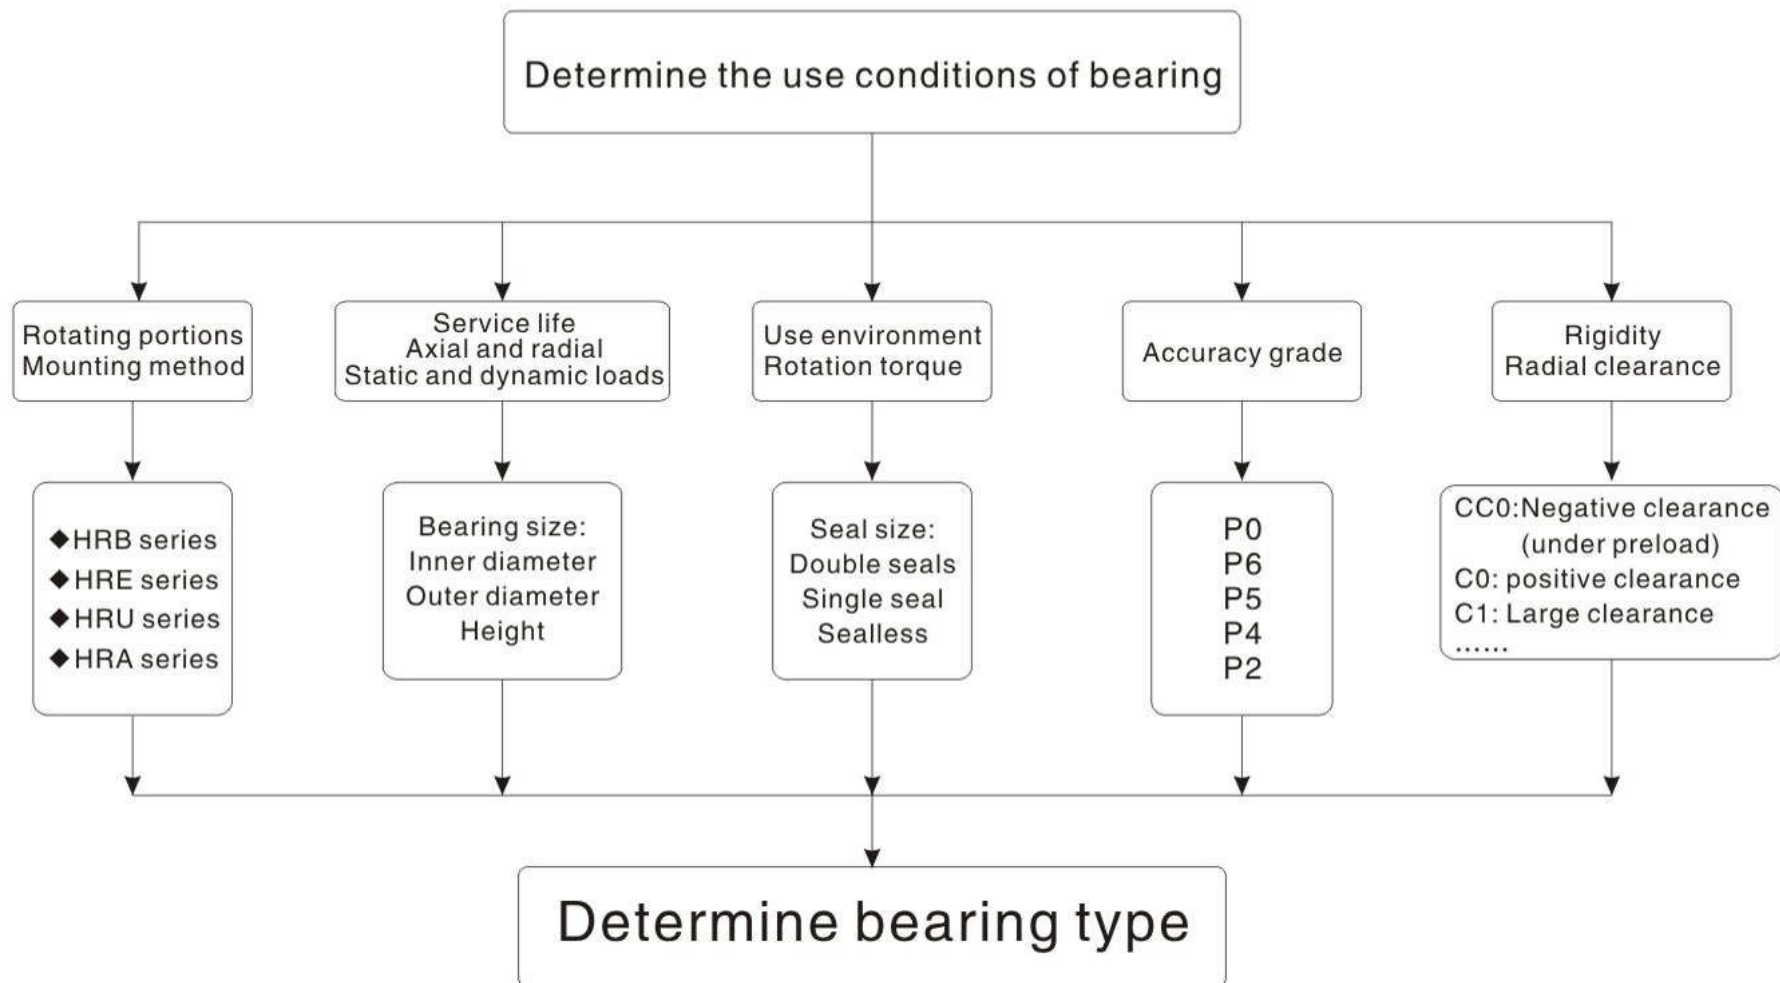 Determine the use conditions of bearing
Rotating portions
Mounting method
Service life
Axial and radial
Static and dynamic loads
Use environment
Rotation torque
Accuracy grade
Rigidity
Radial clearance
◆HRB series
◆HRE series
◆HRU series
◆HRA series
Bearing size:
Inner diameter
Outer diameter
Height
Seal size:
Double seals
Single seal
Sealless
P0
P6
P5
P4
P2
CC0:Negative clearance
(under preload)
C0: positive clearance
C1: Large clearance
......
Determine bearing type